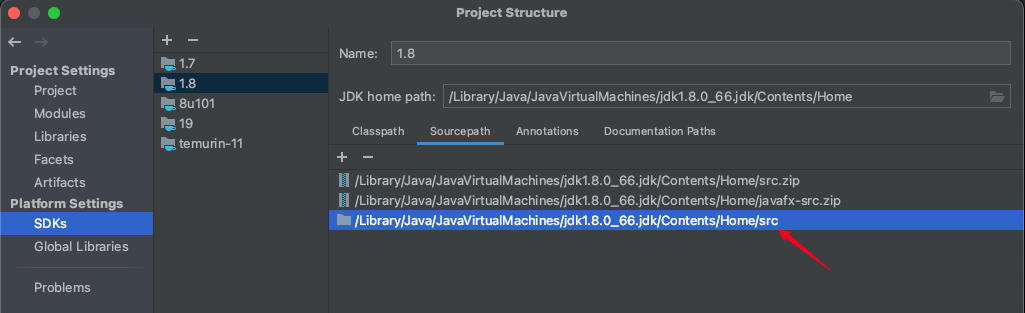 Project Structure
Project Settings
Project
Modules
Libraries
Facets
Artifacts
Platform Settings
SDKs
Global Libraries
Problems
1.7
1.8
8u101
19
temurin-11
Name: 1.8
JDK home path: /Library/Java/JavaVirtualMachines/jdk1.8.0_66.jdk/Contents/Home
Classpath Sourcepath Annotations Documentation Paths
/Library/Java/JavaVirtualMachines/jdk1.8.0_66.jdk/Contents/Home/src.zip
/Library/Java/JavaVirtualMachines/jdk1.8.0_66.jdk/Contents/Home/javafx-src.zip
/Library/Java/JavaVirtualMachines/jdk1.8.0_66.jdk/Contents/Home/src